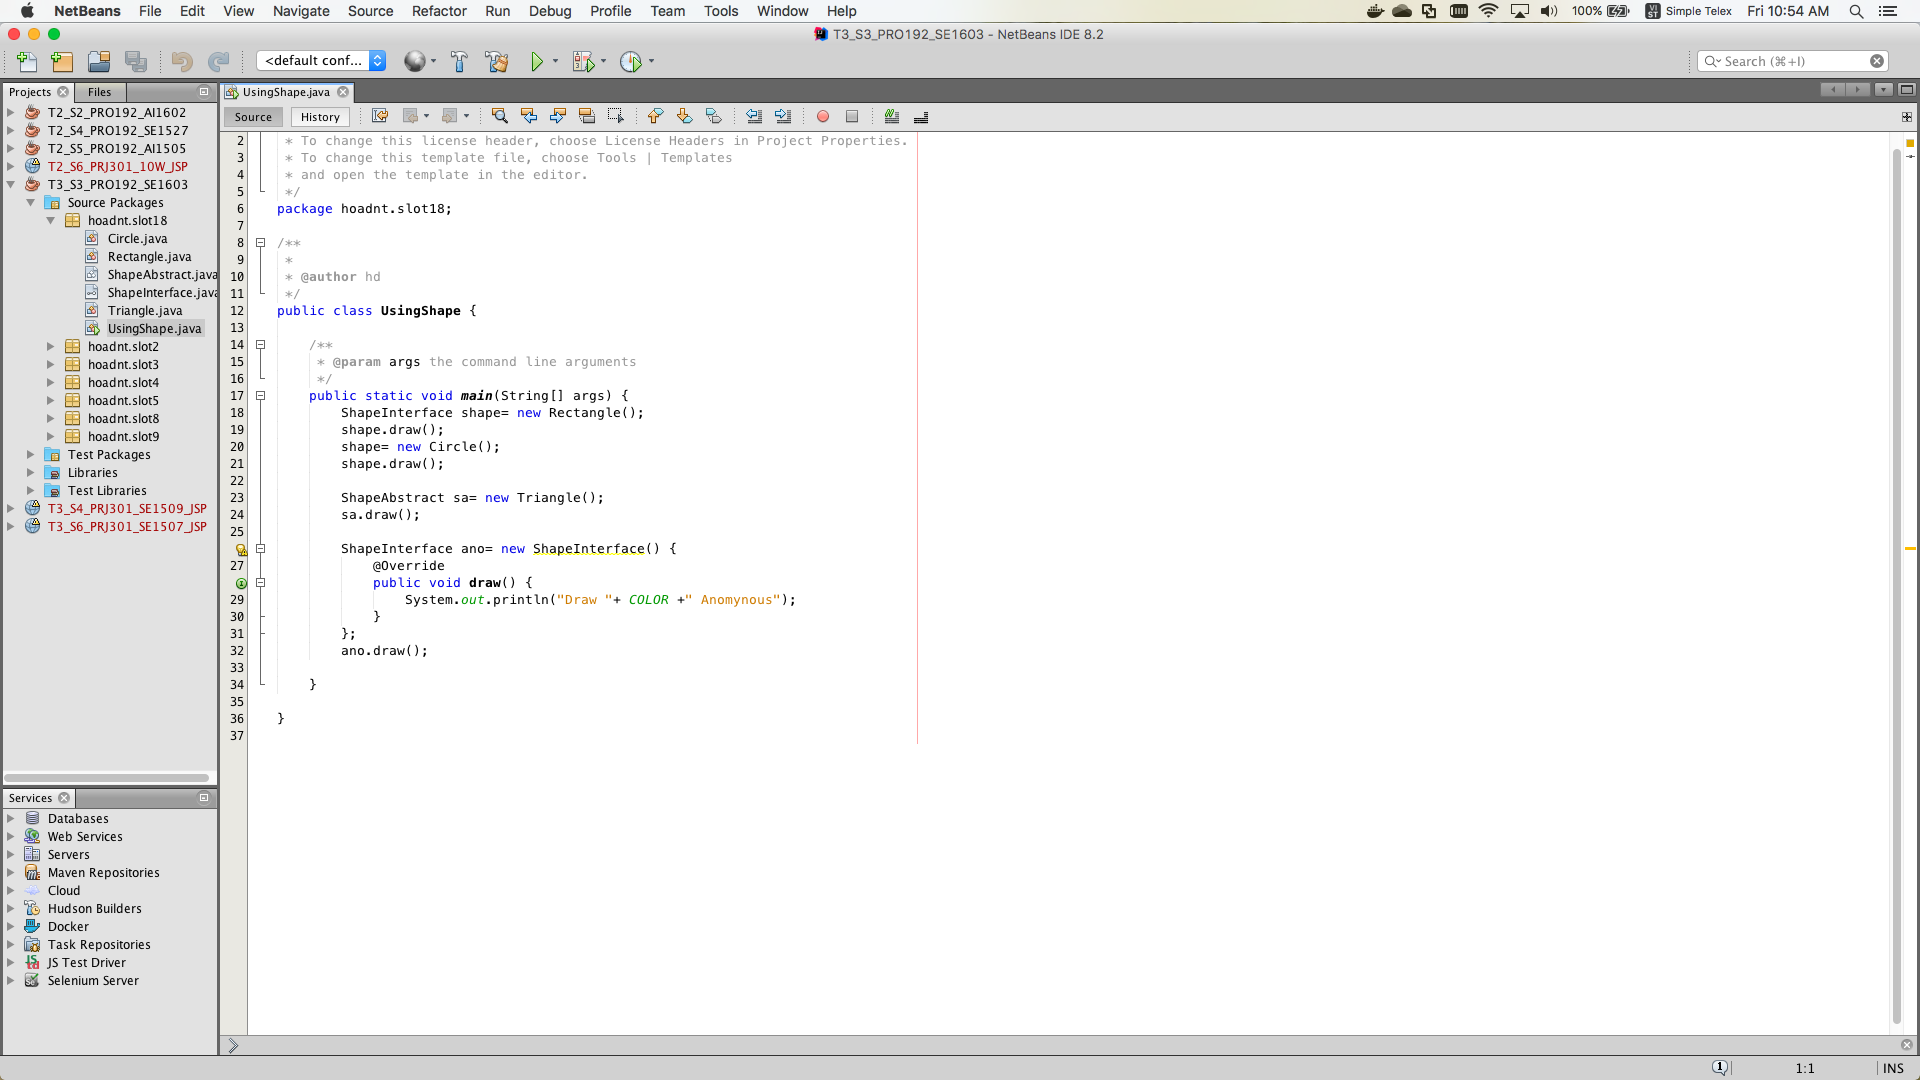 NetBeans File Edit View Navigate Source Refactor Run Debug Profile Team Tools Window Help 100% VI ST Simple Telex Fri 10:54 AM
T3_S3_PRO192_SE1603 - NetBeans IDE 8.2
<default conf... Search (⌘+I)
Projects Files
T2_S2_PRO192_AI1602
T2_S4_PRO192_SE1527
T2_S5_PRO192_AI1505
T2_S6_PRJ301_10W_JSP
T3_S3_PRO192_SE1603
Source Packages
hoadnt.slot18
Circle.java
Rectangle.java
ShapeAbstract.java
ShapeInterface.java
Triangle.java
UsingShape.java
hoadnt.slot2
hoadnt.slot3
hoadnt.slot4
hoadnt.slot5
hoadnt.slot8
hoadnt.slot9
Test Packages
Libraries
Test Libraries
T3_S4_PRJ301_SE1509_JSP
T3_S6_PRJ301_SE1507_JSP
Services
Databases
Web Services
Servers
Maven Repositories
Cloud
Hudson Builders
Docker
Task Repositories
JS Test Driver
Selenium Server
UsingShape.java
Source History
2 * To change this license header, choose License Headers in Project Properties.
3 * To change this template file, choose Tools | Templates
4 * and open the template in the editor.
5 */
6 package hoadnt.slot18;
7
8 /**
9 *
10 * @author hd
11 */
12 public class UsingShape {
13
14 /**
15 * @param args the command line arguments
16 */
17 public static void main(String[] args) {
18 ShapeInterface shape= new Rectangle();
19 shape.draw();
20 shape= new Circle();
21 shape.draw();
22
23 ShapeAbstract sa= new Triangle();
24 sa.draw();
25
ShapeInterface ano= new ShapeInterface() {
27 @Override
public void draw() {
29 System.out.println("Draw "+ COLOR +" Anomynous");
30 }
31 };
32 ano.draw();
33
34 }
35
36 }
37
1 1:1 INS